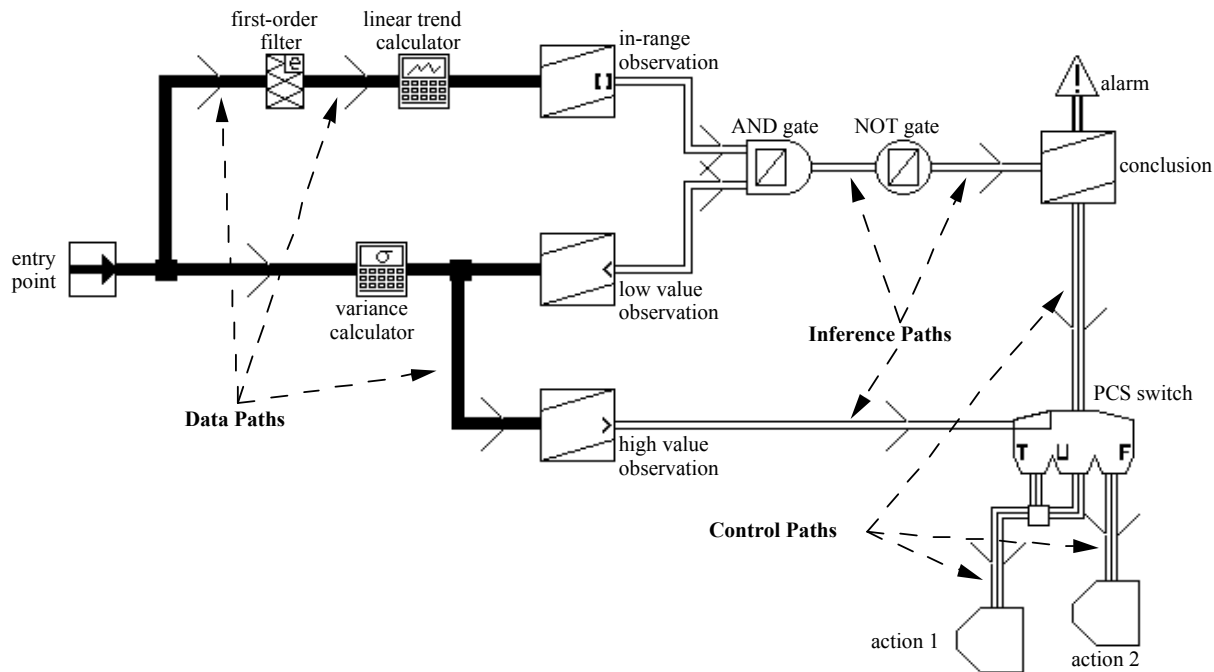 first-order
filter
linear trend
calculator
in-range
observation
e
[ ]
alarm
!
AND gate
NOT gate
conclusion
entry
point
σ
<
variance
calculator
low value
observation
Inference Paths
Data Paths
PCS switch
>
high value
observation
T U F
Control Paths
action 1
action 2